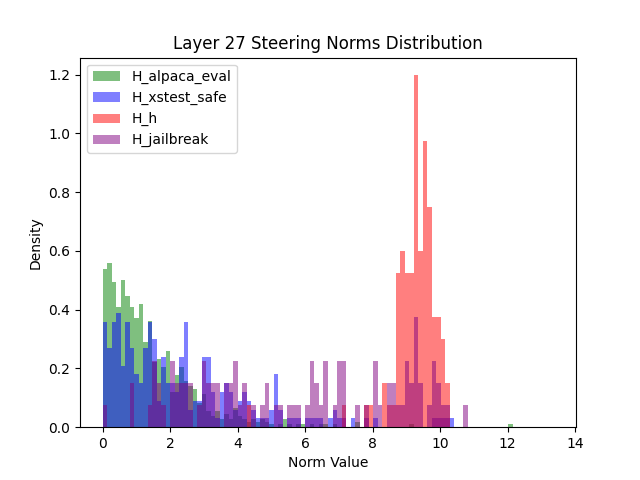 Layer 27 Steering Norms Distribution
H_alpaca_eval
H_xstest_safe
H_h
H_jailbreak
Density
1.2
1.0
0.8
0.6
0.4
0.2
0.0
0
2
4
6
8
10
12
14
Norm Value